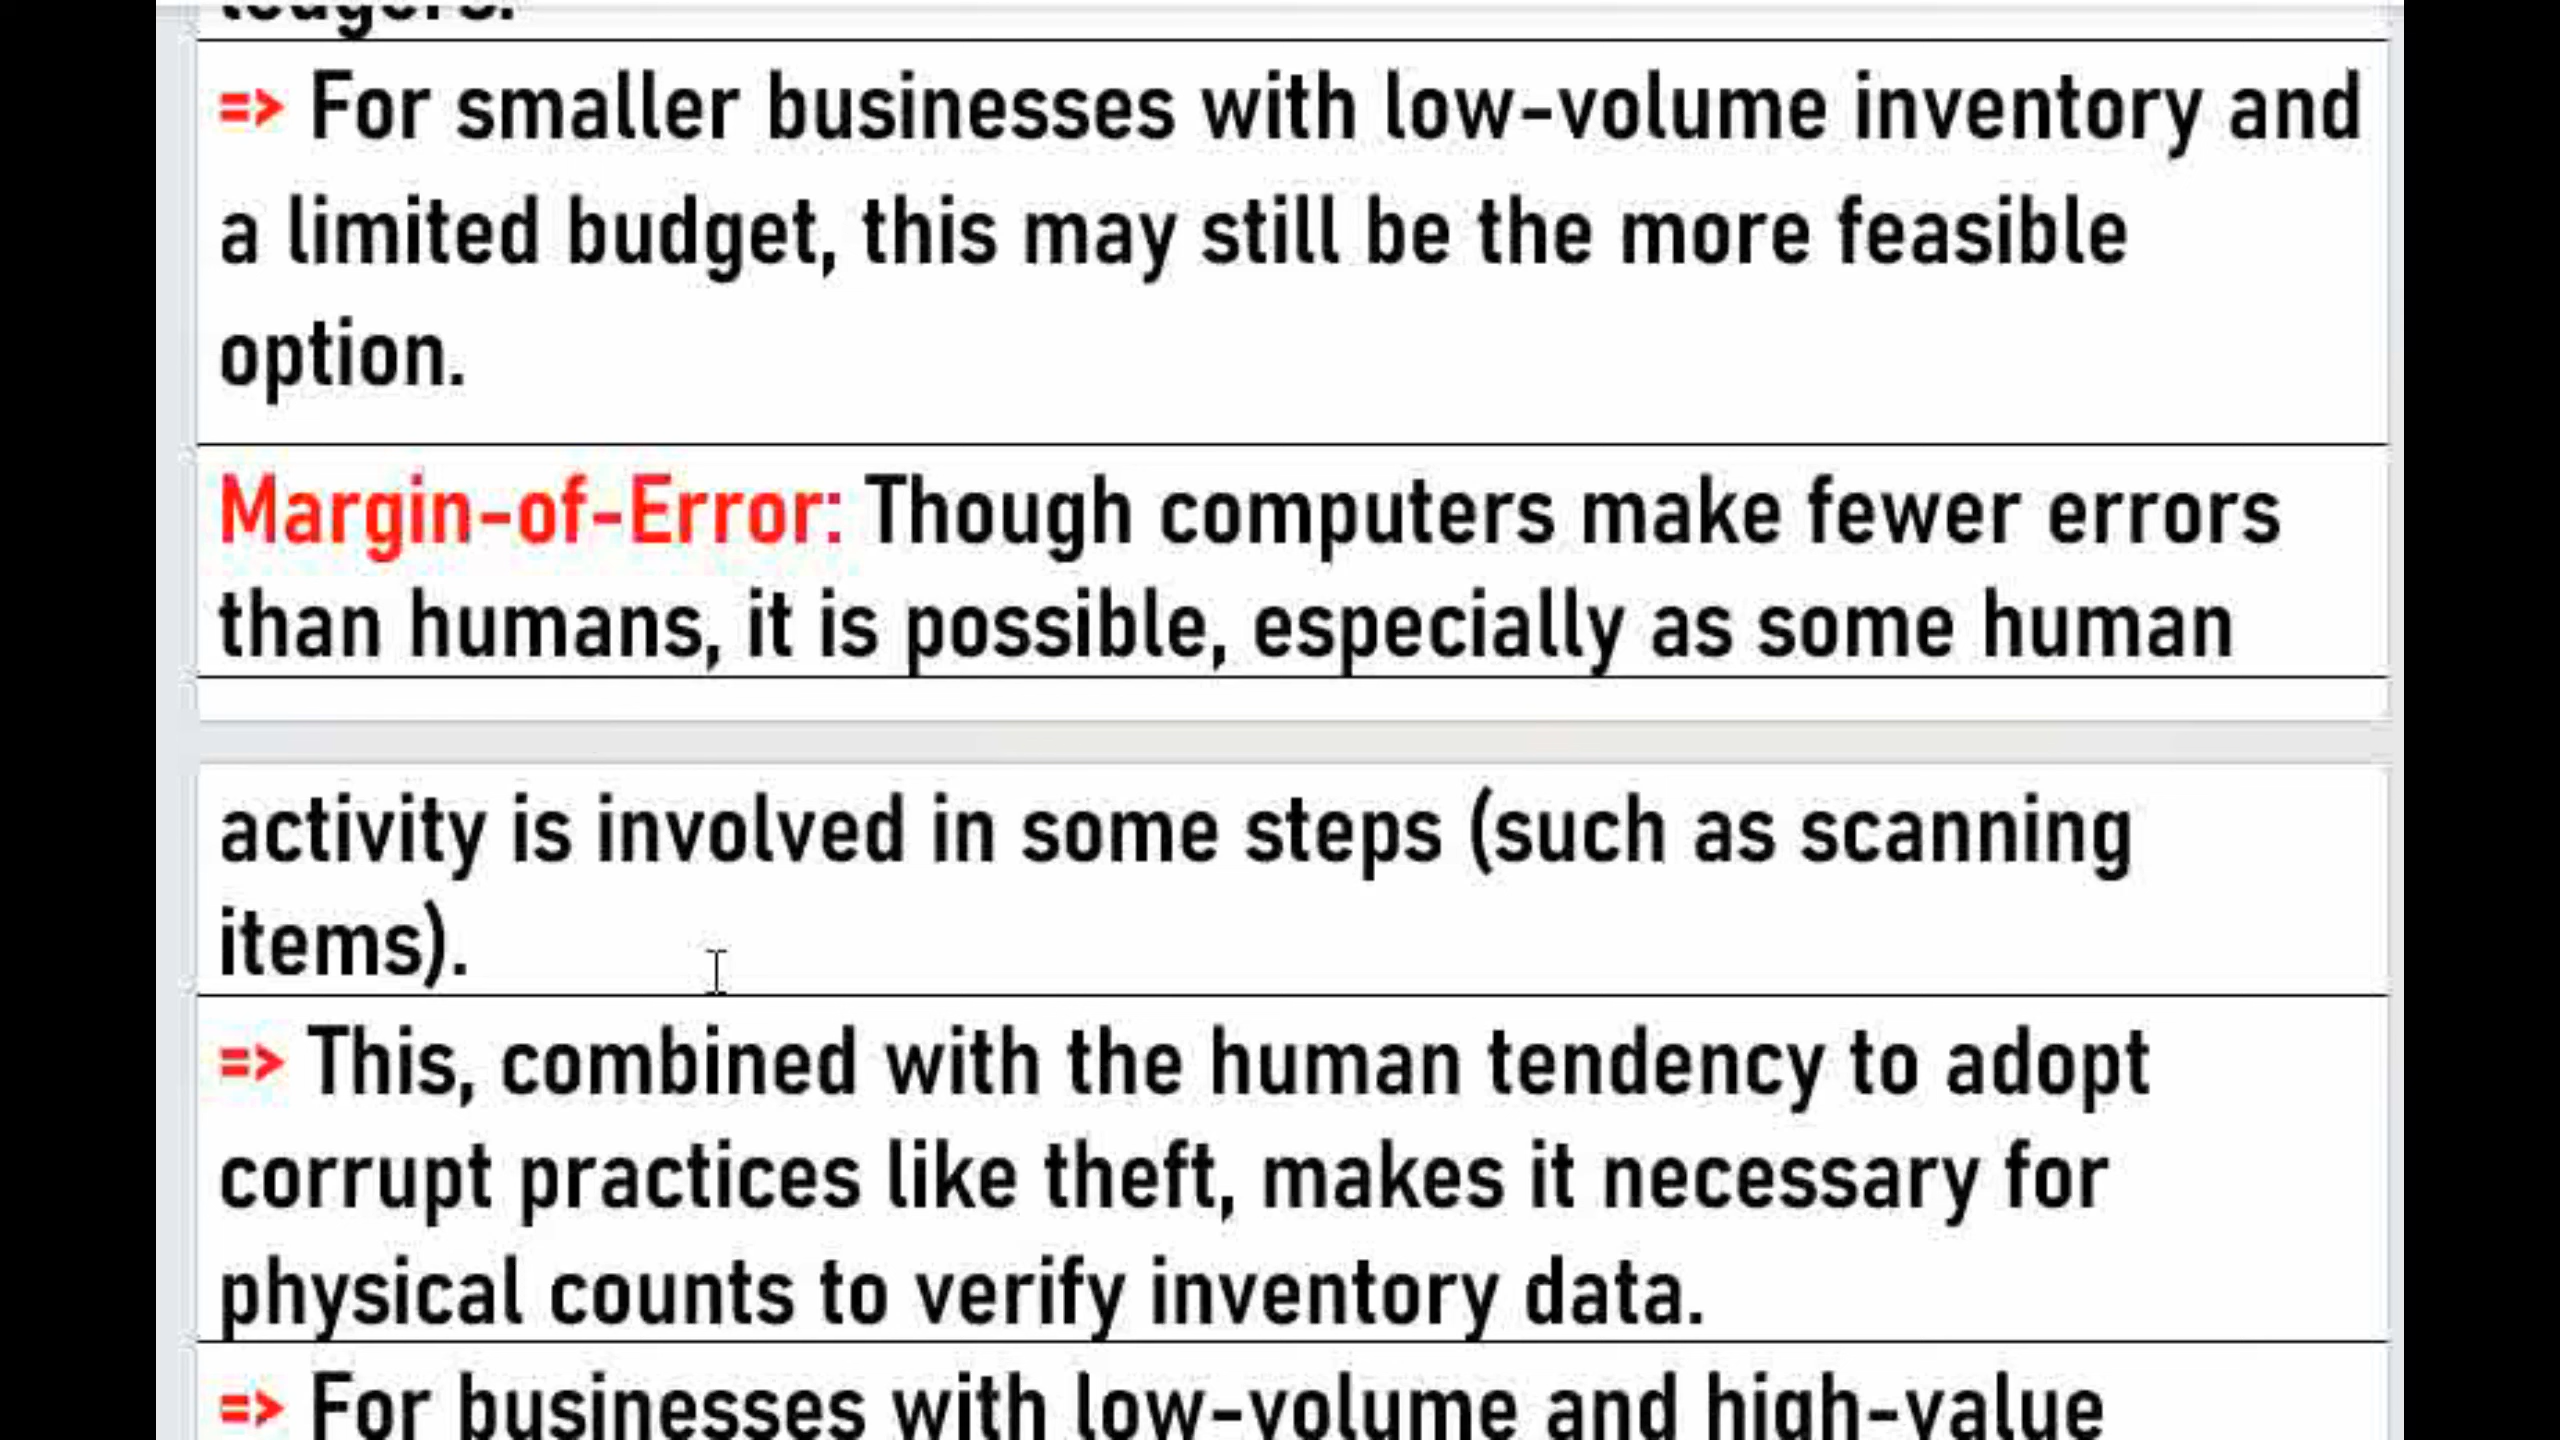 ledgers.
=> For smaller businesses with low-volume inventory and
a limited budget, this may still be the more feasible
option.
Margin-of-Error: Though computers make fewer errors
than humans, it is possible, especially as some human
activity is involved in some steps (such as scanning
items).
=> This, combined with the human tendency to adopt
corrupt practices like theft, makes it necessary for
physical counts to verify inventory data.
=> For businesses with low-volume and high-value